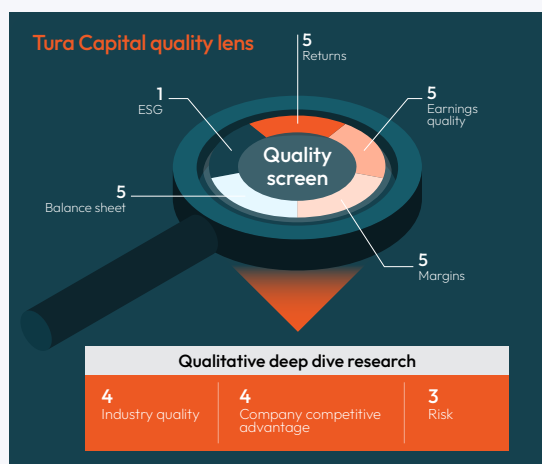 Tura Capital quality lens
5
Returns
1
ESG
5
Earnings
quality
Quality
screen
5
Balance sheet
5
Margins
Qualitative deep dive research
4
Industry quality
4
Company competitive
advantage
3
Risk